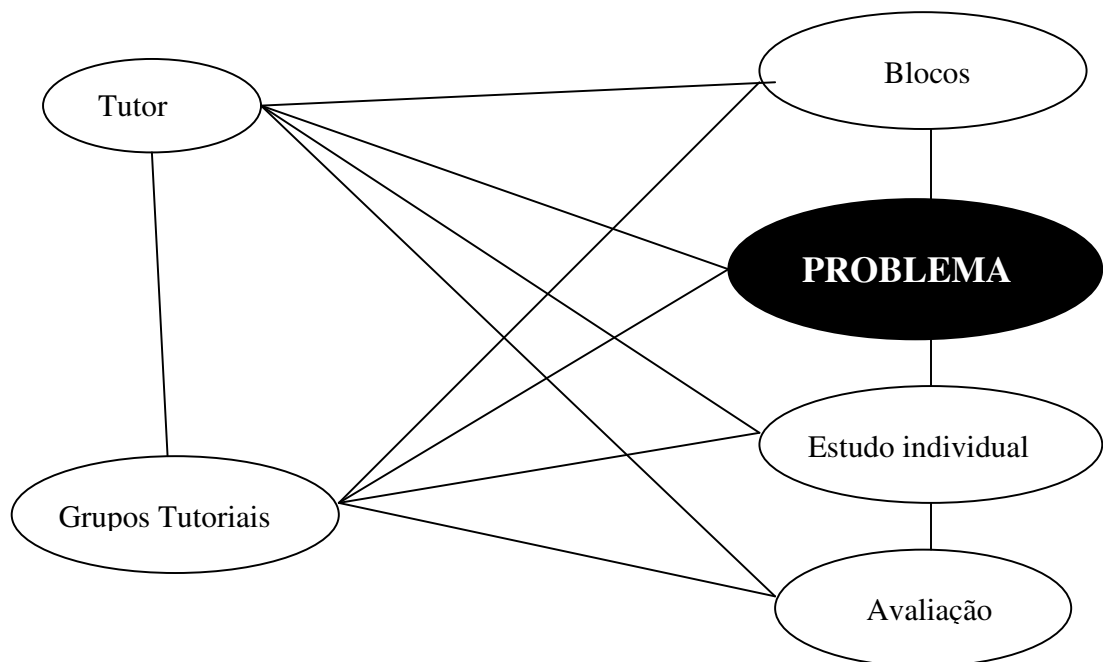 Blocos
Tutor
PROBLEMA
Estudo individual
Grupos Tutoriais
Avaliação